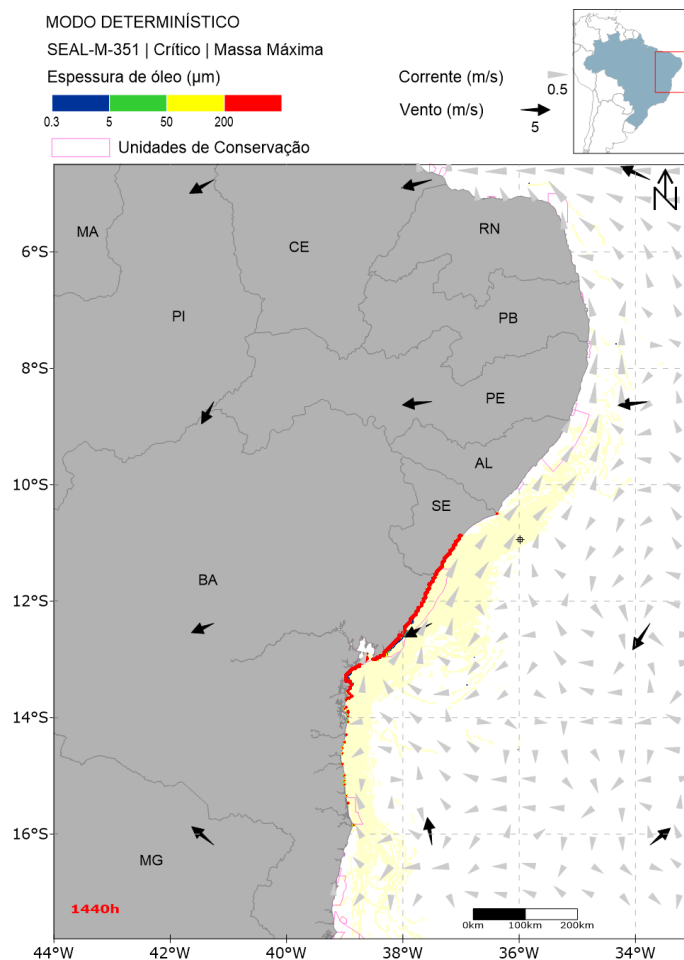 MODO DETERMINÍSTICO
SEAL-M-351 | Crítico | Massa Máxima
Espessura de óleo (µm)
0.3 5 50 200
Unidades de Conservação
Corrente (m/s)
0.5
Vento (m/s)
5
N
MA
CE
RN
6°S
PI
PB
8°S
PE
AL
10°S
SE
BA
12°S
14°S
16°S
MG
1440h
0km 100km 200km
44°W 42°W 40°W 38°W 36°W 34°W